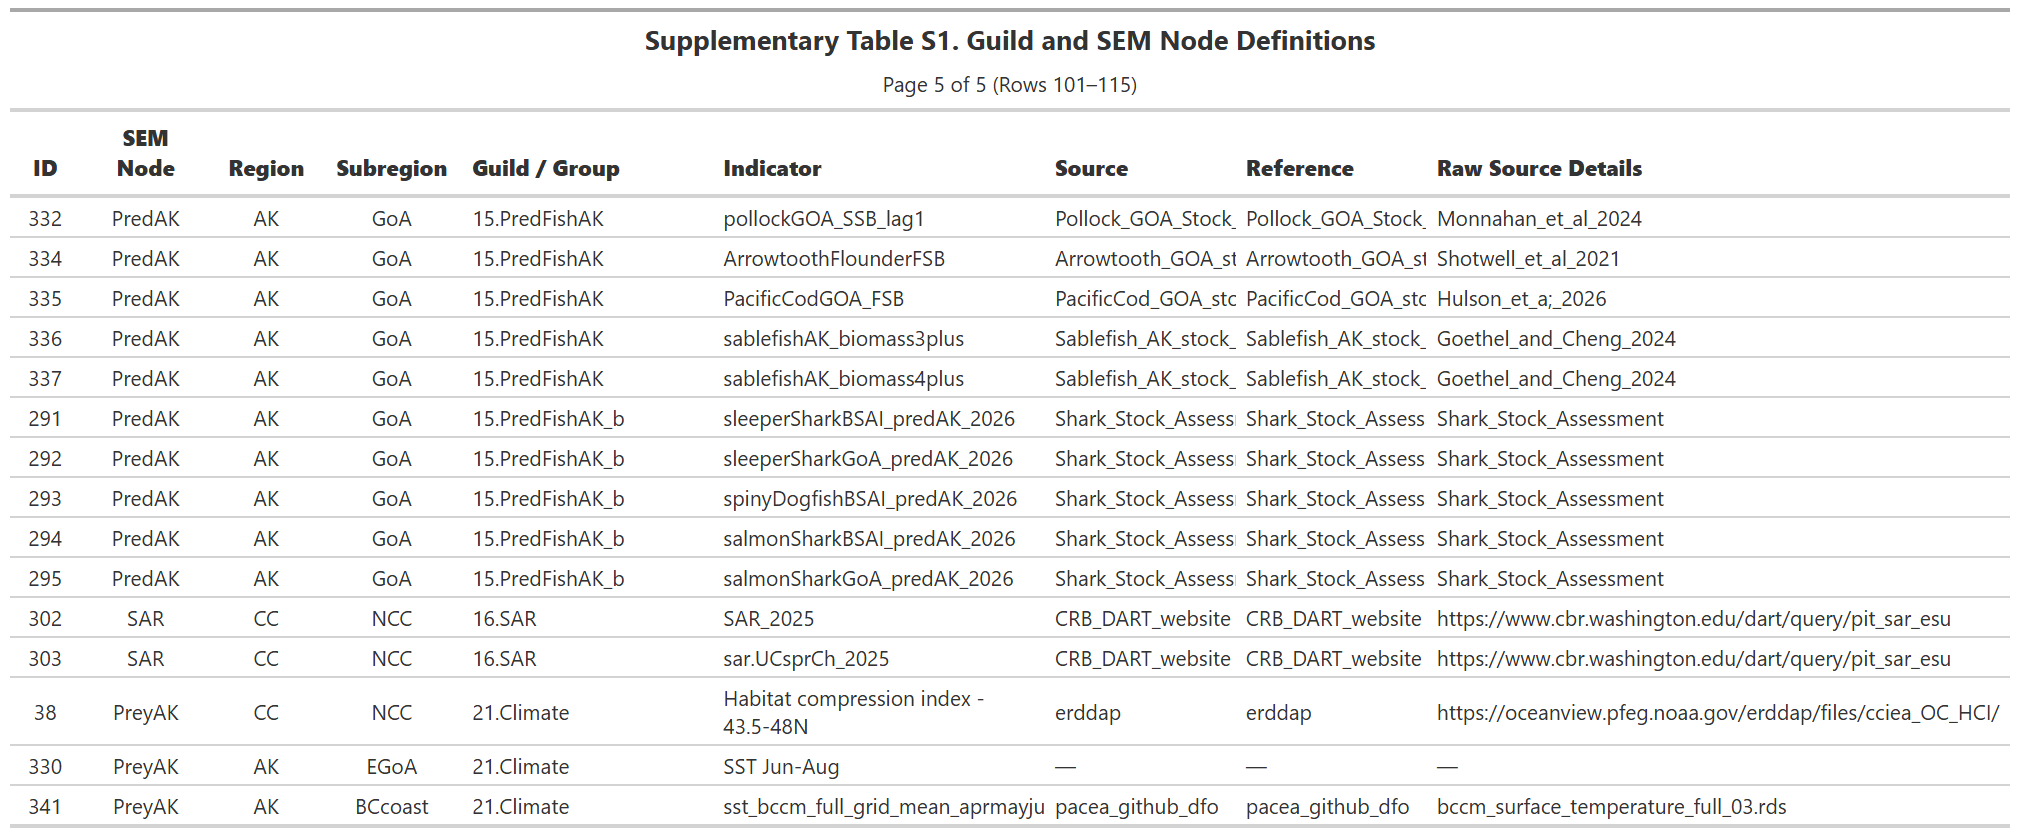 Supplementary Table S1. Guild and SEM Node Definitions
Page 5 of 5 (Rows 101–115)
ID SEM Node Region Subregion Guild / Group Indicator Source Reference Raw Source Details
332 PredAK AK GoA 15.PredFishAK pollockGOA_SSB_lag1 Pollock_GOA_Stock_ Pollock_GOA_Stock_ Monnahan_et_al_2024
334 PredAK AK GoA 15.PredFishAK ArrowtoothFlounderFSB Arrowtooth_GOA_st Arrowtooth_GOA_st Shotwell_et_al_2021
335 PredAK AK GoA 15.PredFishAK PacificCodGOA_FSB PacificCod_GOA_stc PacificCod_GOA_stc Hulson_et_a;_2026
336 PredAK AK GoA 15.PredFishAK sablefishAK_biomass3plus Sablefish_AK_stock_ Sablefish_AK_stock_ Goethel_and_Cheng_2024
337 PredAK AK GoA 15.PredFishAK sablefishAK_biomass4plus Sablefish_AK_stock_ Sablefish_AK_stock_ Goethel_and_Cheng_2024
291 PredAK AK GoA 15.PredFishAK_b sleeperSharkBSAI_predAK_2026 Shark_Stock_Assess Shark_Stock_Assess Shark_Stock_Assessment
292 PredAK AK GoA 15.PredFishAK_b sleeperSharkGoA_predAK_2026 Shark_Stock_Assess Shark_Stock_Assess Shark_Stock_Assessment
293 PredAK AK GoA 15.PredFishAK_b spinyDogfishBSAI_predAK_2026 Shark_Stock_Assess Shark_Stock_Assess Shark_Stock_Assessment
294 PredAK AK GoA 15.PredFishAK_b salmonSharkBSAI_predAK_2026 Shark_Stock_Assess Shark_Stock_Assess Shark_Stock_Assessment
295 PredAK AK GoA 15.PredFishAK_b salmonSharkGoA_predAK_2026 Shark_Stock_Assess Shark_Stock_Assess Shark_Stock_Assessment
302 SAR CC NCC 16.SAR SAR_2025 CRB_DART_website CRB_DART_website https://www.cbr.washington.edu/dart/query/pit_sar_esu
303 SAR CC NCC 16.SAR sar.UCsprCh_2025 CRB_DART_website CRB_DART_website https://www.cbr.washington.edu/dart/query/pit_sar_esu
38 PreyAK CC NCC 21.Climate Habitat compression index - 43.5-48N erddap erddap https://oceanview.pfeg.noaa.gov/erddap/files/cciea_OC_HCI/
330 PreyAK AK EGoA 21.Climate SST Jun-Aug — — —
341 PreyAK AK BCcoast 21.Climate sst_bccm_full_grid_mean_aprmayju pacea_github_dfo pacea_github_dfo bccm_surface_temperature_full_03.rds